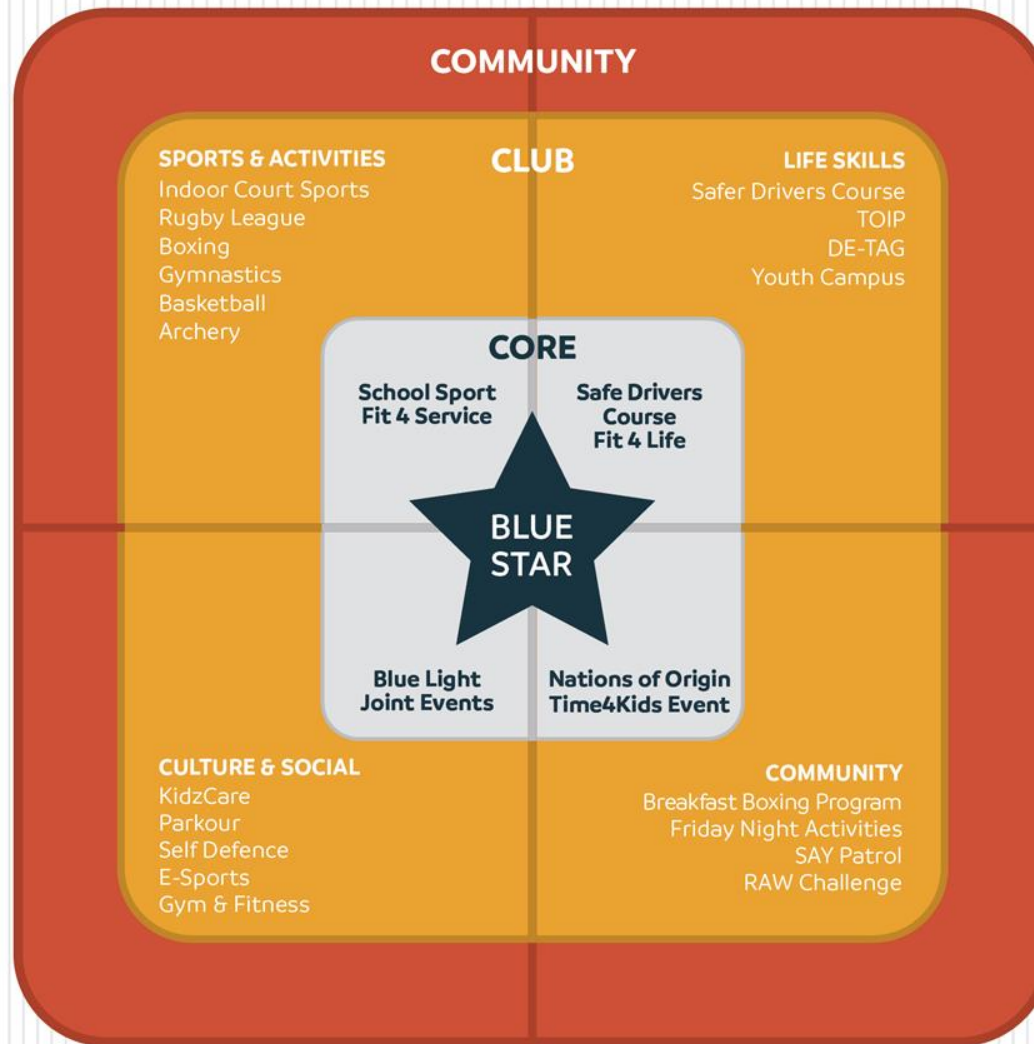 COMMUNITY
CLUB
SPORTS & ACTIVITIES
Indoor Court Sports
Rugby League
Boxing
Gymnastics
Basketball
Archery
LIFE SKILLS
Safer Drivers Course
TOIP
DE-TAG
Youth Campus
CORE
School Sport
Fit 4 Service
Safe Drivers
Course
Fit 4 Life
BLUE
STAR
Blue Light
Joint Events
Nations of Origin
Time4Kids Event
CULTURE & SOCIAL
KidzCare
Parkour
Self Defence
E-Sports
Gym & Fitness
COMMUNITY
Breakfast Boxing Program
Friday Night Activities
SAY Patrol
RAW Challenge